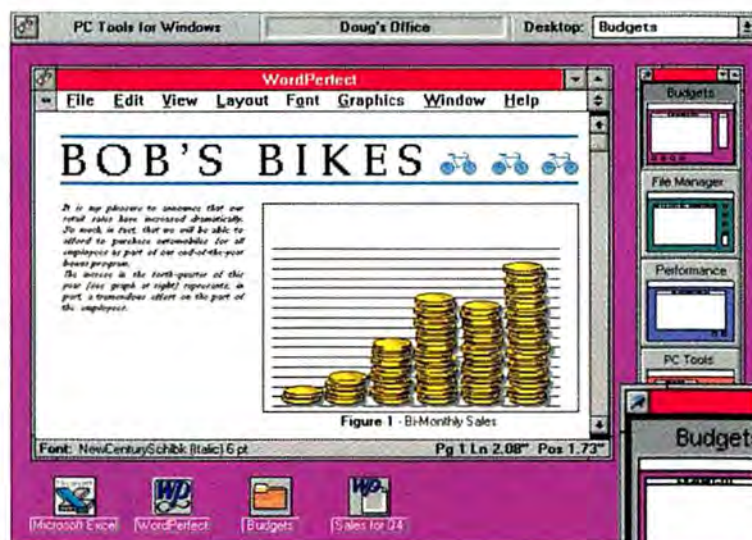 PC Tools for Windows Doug's Office Desktop: Budgets
WordPerfect
File Edit View Layout Font Graphics Window Help
BOB'S BIKES
It is my pleasure to announce that our
retail sales have increased dramatically.
So much in fact, that we will be able to
afford to purchase automobiles for all
employees as part of our end-of-the-year
bonus program.
The increse in the forth-quarter of this
year (see graph at right) represents, in
part, a tremendous effort on the part of
the employees.
Figure 1 - Bi-Monthly Sales
Font: NewCenturySchlbk (Italic) 6 pt Pg 1 Ln 2.08" Pos 1.73"
Budgets
File Manager
Performance
PC Tools
Budget
Microsoft Excel WordPerfect Budgets Sales for Q4